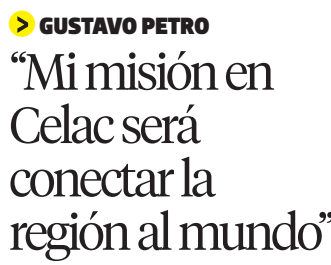 GUSTAVO PETRO
“Mi misión en
Celac será
conectar la
región al mundo”